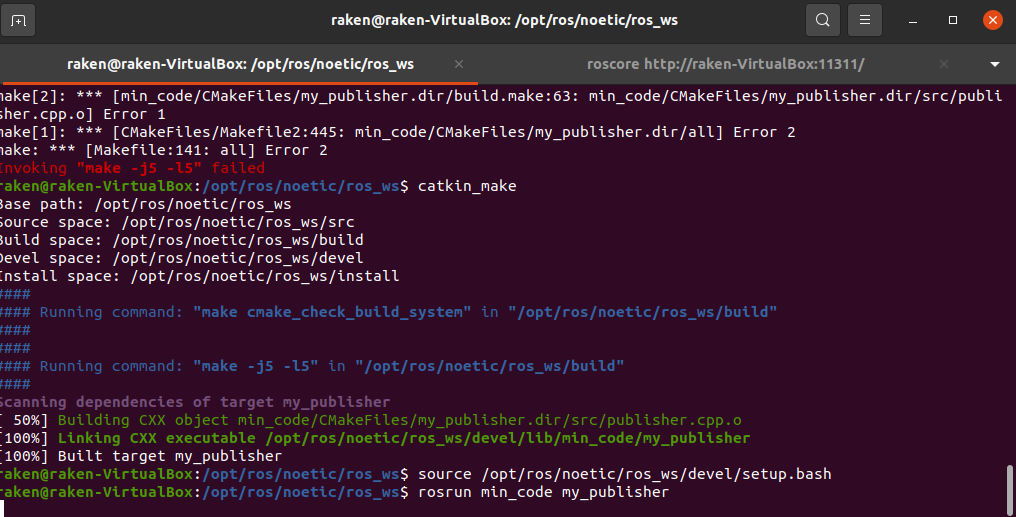 raken@raken-VirtualBox: /opt/ros/noetic/ros_ws
raken@raken-VirtualBox: /opt/ros/noetic/ros_ws
roscore http://raken-VirtualBox:11311/
make[2]: *** [min_code/CMakeFiles/my_publisher.dir/build.make:63: min_code/CMakeFiles/my_publisher.dir/src/publi
sher.cpp.o] Error 1
make[1]: *** [CMakeFiles/Makefile2:445: min_code/CMakeFiles/my_publisher.dir/all] Error 2
make: *** [Makefile:141: all] Error 2
Invoking "make -j5 -l5" failed
raken@raken-VirtualBox:/opt/ros/noetic/ros_ws$ catkin_make
Base path: /opt/ros/noetic/ros_ws
Source space: /opt/ros/noetic/ros_ws/src
Build space: /opt/ros/noetic/ros_ws/build
Devel space: /opt/ros/noetic/ros_ws/devel
Install space: /opt/ros/noetic/ros_ws/install
####
#### Running command: "make cmake_check_build_system" in "/opt/ros/noetic/ros_ws/build"
####
####
#### Running command: "make -j5 -l5" in "/opt/ros/noetic/ros_ws/build"
####
Scanning dependencies of target my_publisher
[ 50%] Building CXX object min_code/CMakeFiles/my_publisher.dir/src/publisher.cpp.o
[100%] Linking CXX executable /opt/ros/noetic/ros_ws/devel/lib/min_code/my_publisher
[100%] Built target my_publisher
raken@raken-VirtualBox:/opt/ros/noetic/ros_ws$ source /opt/ros/noetic/ros_ws/devel/setup.bash
raken@raken-VirtualBox:/opt/ros/noetic/ros_ws$ rosrun min_code my_publisher